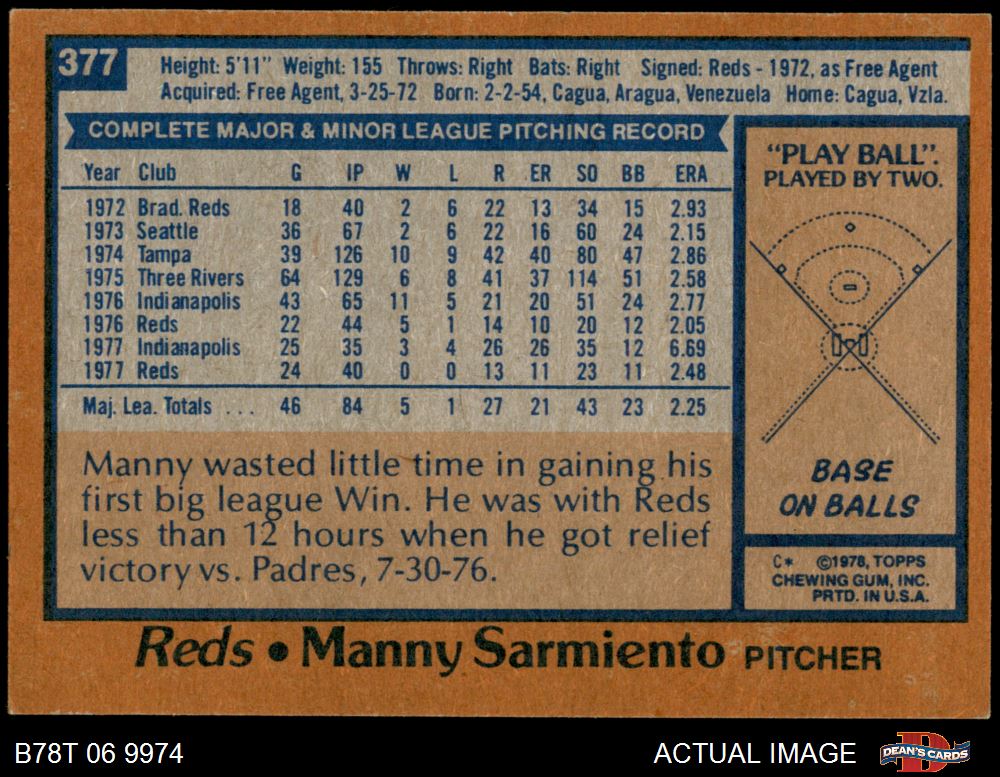 377
Height: 5'11" Weight: 155 Throws: Right Bats: Right Signed: Reds - 1972, as Free Agent
Acquired: Free Agent, 3-25-72 Born: 2-2-54, Cagua, Aragua, Venezuela Home: Cagua, Vzla.
COMPLETE MAJOR & MINOR LEAGUE PITCHING RECORD
Year Club G IP W L R ER SO BB ERA
1972 Brad. Reds 18 40 2 6 22 13 34 15 2.93
1973 Seattle 36 67 2 6 22 16 60 24 2.15
1974 Tampa 39 126 10 9 42 40 80 47 2.86
1975 Three Rivers 64 129 6 8 41 37 114 51 2.58
1976 Indianapolis 43 65 11 5 21 20 51 24 2.77
1976 Reds 22 44 5 1 14 10 20 12 2.05
1977 Indianapolis 25 35 3 4 26 26 35 12 6.69
1977 Reds 24 40 0 0 13 11 23 11 2.48
Maj. Lea. Totals . . . 46 84 5 1 27 21 43 23 2.25
Manny wasted little time in gaining his
first big league Win. He was with Reds
less than 12 hours when he got relief
victory vs. Padres, 7-30-76.
"PLAY BALL".
PLAYED BY TWO.
BASE
ON BALLS
C* ©1978, TOPPS
CHEWING GUM, INC.
PRTD. IN U.S.A.
Reds • Manny Sarmiento PITCHER
B78T 06 9974
ACTUAL IMAGE
DEAN'S CARDS